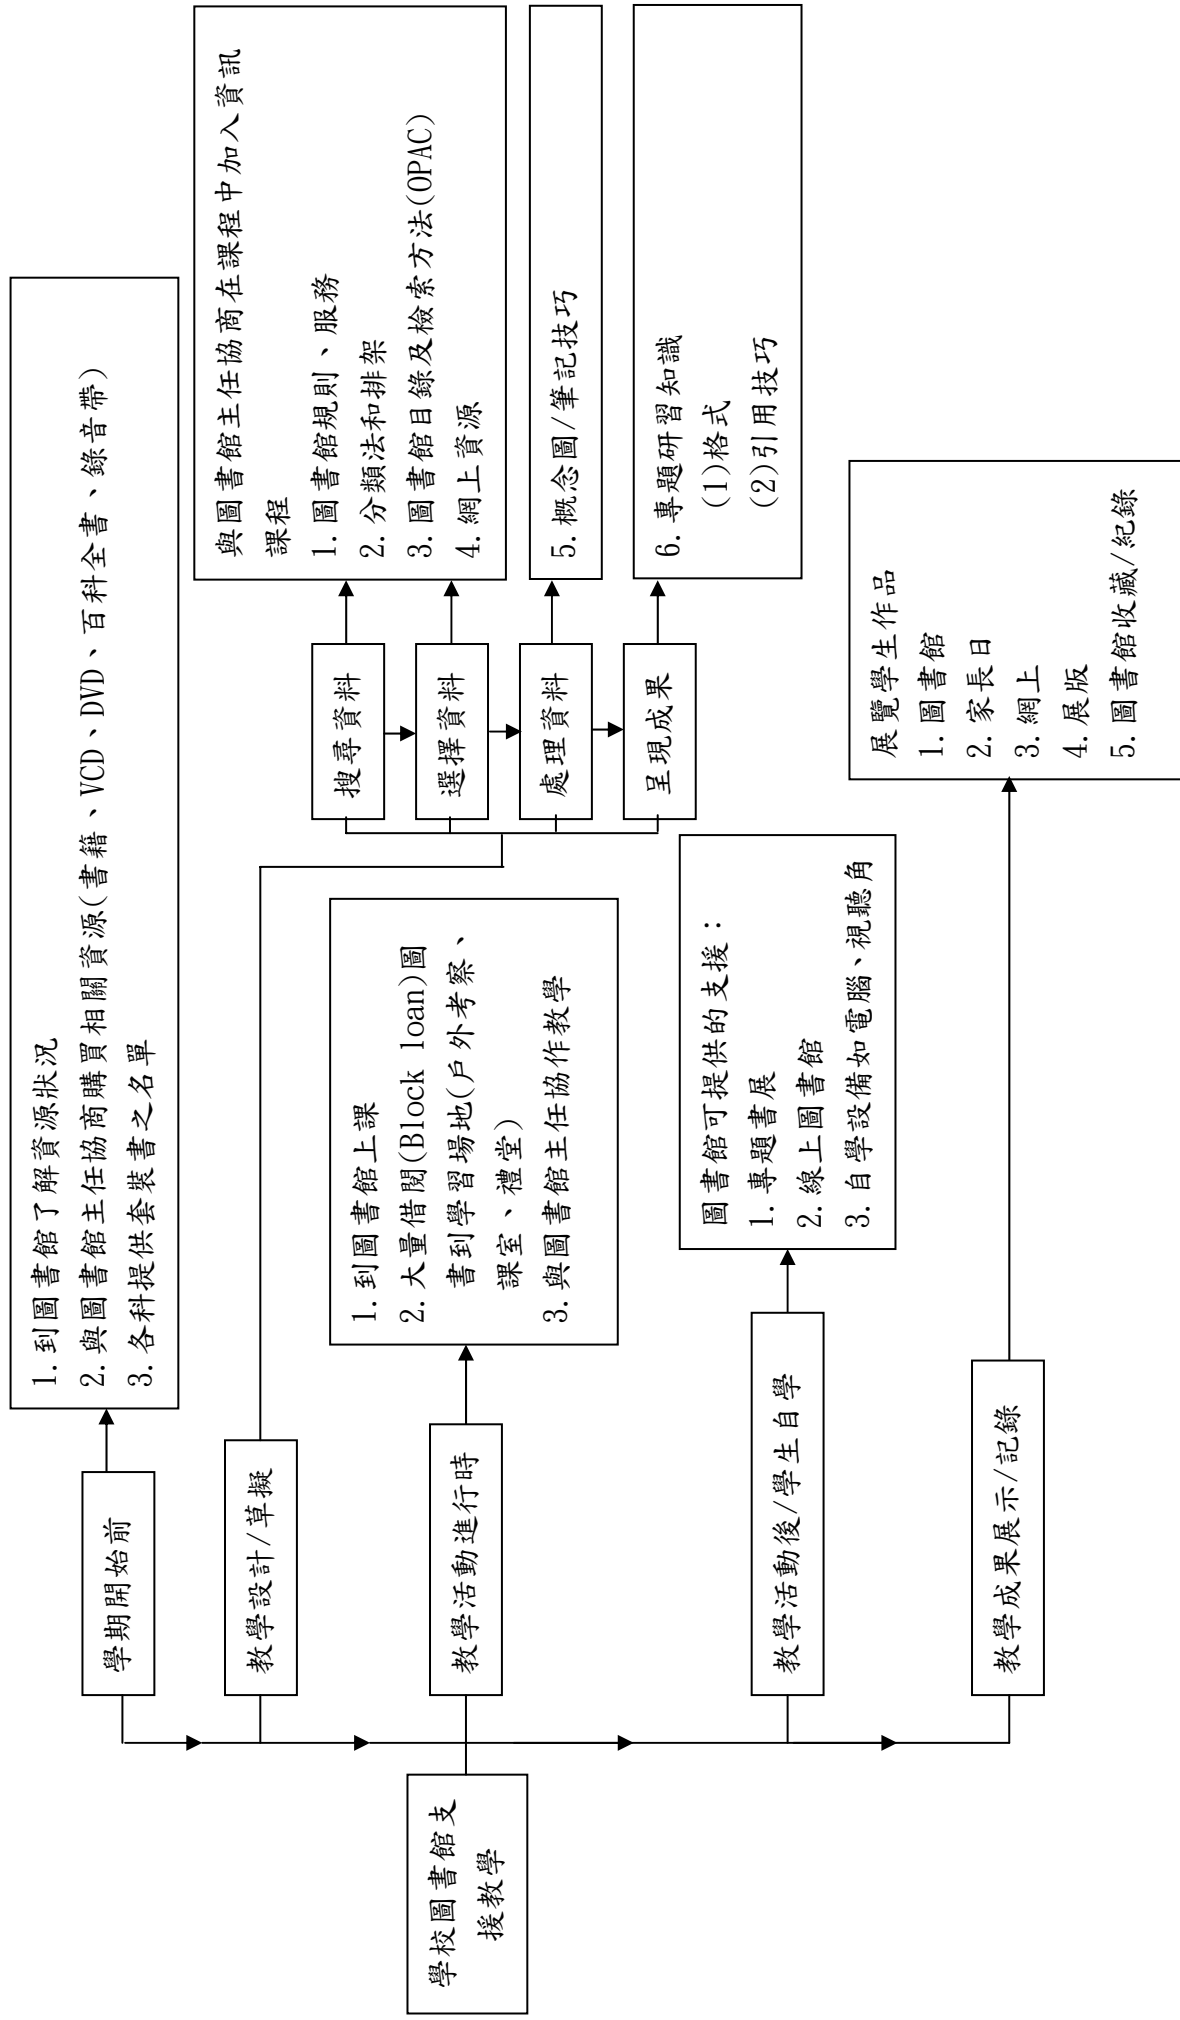 學校圖書館支
援教學
學期開始前
1.到圖書館了解資源狀況
2.與圖書館主任協商購買相關資源(書籍、VCD、DVD、百科全書、錄音帶)
3.各科提供套裝書之名單
教學設計/草擬
搜尋資料
選擇資料
處理資料
呈現成果
與圖書館主任協商在課程中加入資訊
課程
1.圖書館規則、服務
2.分類法和排架
3.圖書館目錄及檢索方法(OPAC)
4.網上資源
5.概念圖/筆記技巧
6.專題研習知識
(1)格式
(2)引用技巧
教學活動進行時
1.到圖書館上課
2.大量借閱(Block loan)圖
書到學習場地(戶外考察、
課室、禮堂)
3.與圖書館主任協作教學
教學活動後/學生自學
圖書館可提供的支援：
1.專題書展
2.線上圖書館
3.自學設備如電腦、視聽角
教學成果展示/記錄
展覽學生作品
1.圖書館
2.家長日
3.網上
4.展版
5.圖書館收藏/紀錄